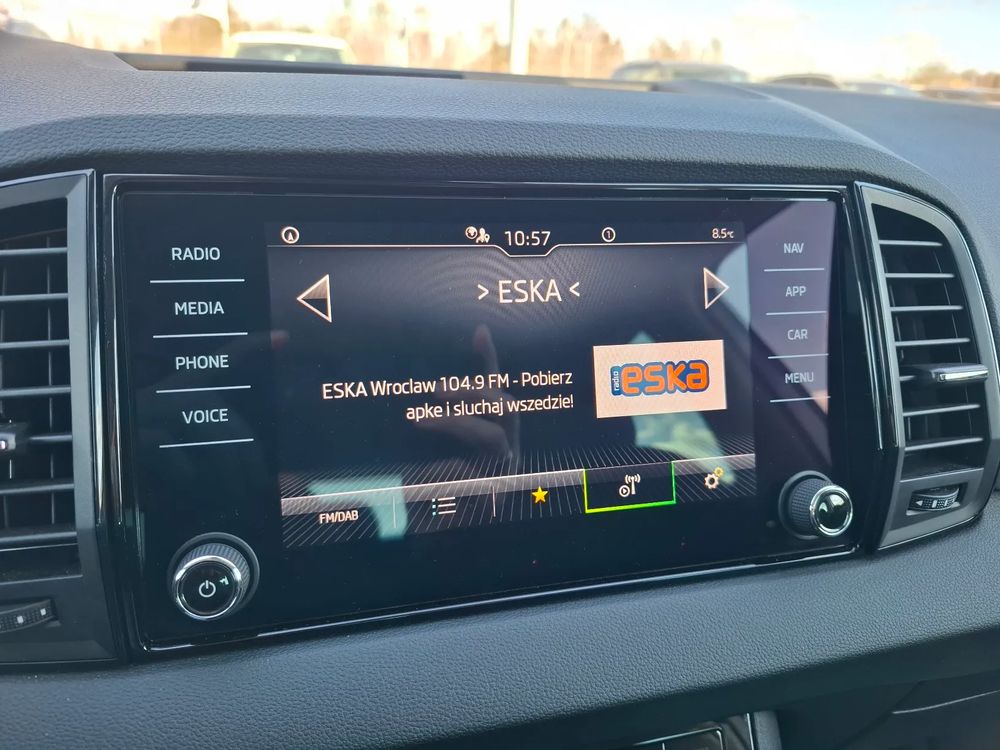 10:57
1
8.5°C
RADIO
MEDIA
PHONE
VOICE
> ESKA <
ESKA Wroclaw 104.9 FM - Pobierz
apke i sluchaj wszedzie!
radio eska
FM/DAB
NAV
APP
CAR
MENU